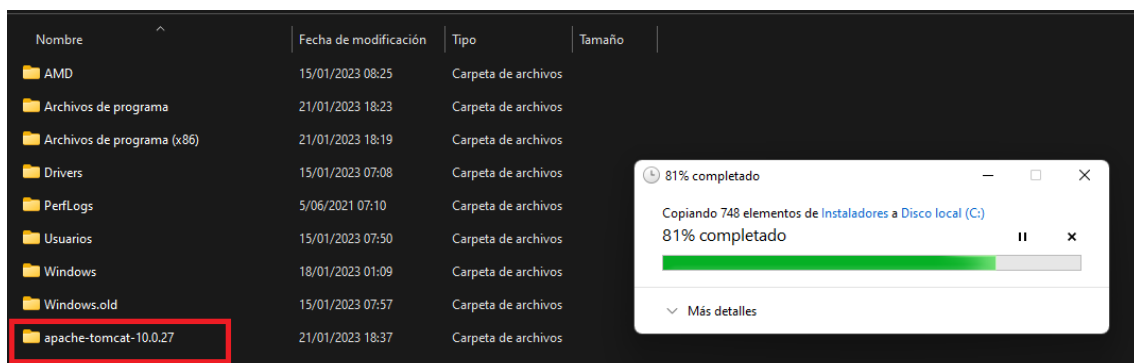 Nombre Fecha de modificación Tipo Tamaño
AMD 15/01/2023 08:25 Carpeta de archivos
Archivos de programa 21/01/2023 18:23 Carpeta de archivos
Archivos de programa (x86) 21/01/2023 18:19 Carpeta de archivos
Drivers 15/01/2023 07:08 Carpeta de archivos
PerfLogs 5/06/2021 07:10 Carpeta de archivos
Usuarios 15/01/2023 07:50 Carpeta de archivos
Windows 18/01/2023 01:09 Carpeta de archivos
Windows.old 15/01/2023 07:57 Carpeta de archivos
apache-tomcat-10.0.27 21/01/2023 18:37 Carpeta de archivos
81% completado
Copiando 748 elementos de Instaladores a Disco local (C:)
81% completado
Más detalles